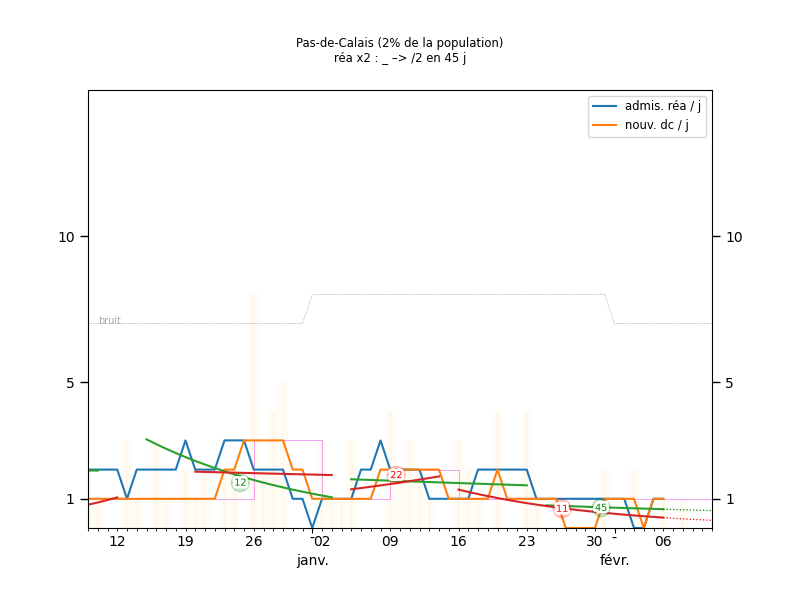 Pas-de-Calais (2% de la population)
réa x2 : _ –> /2 en 45 j
admis. réa / j
nouv. dc / j
10 10
bruit
5 5
12 22
11 45
1 1
12 19 26 02 09 16 23 30 06
janv. févr.